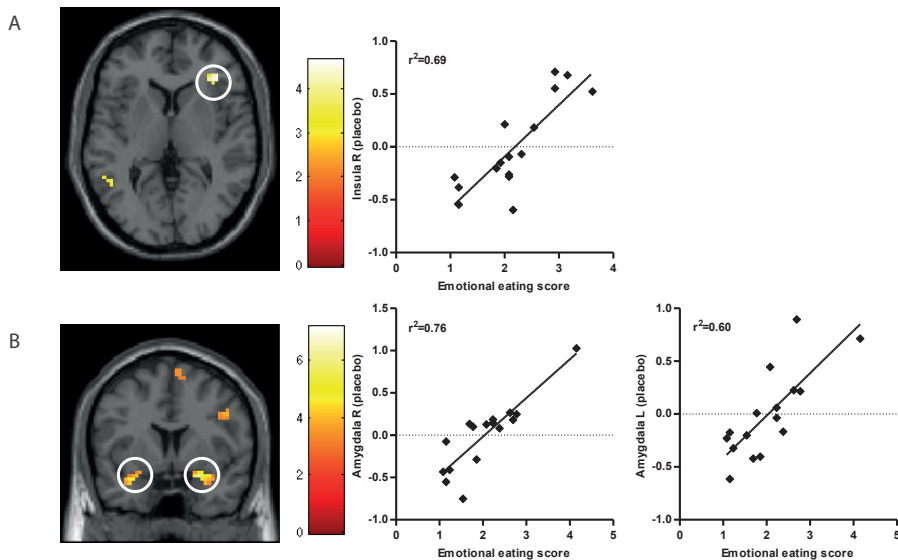 A
r²=0.69
4
3
2
1
0
Insula R (placebo)
1.0
0.5
0.0
-0.5
-1.0
0 1 2 3 4
Emotional eating score
B
r²=0.76
6
4
2
0
Amygdala R (placebo)
1.5
1.0
0.5
0.0
-0.5
-1.0
0 1 2 3 4 5
Emotional eating score
r²=0.60
Amygdala L (placebo)
1.0
0.5
0.0
-0.5
-1.0
0 1 2 3 4 5
Emotional eating score